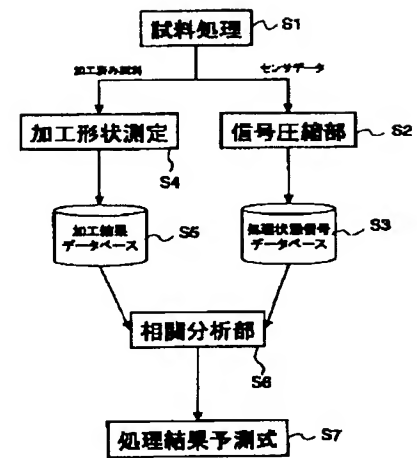 試料処理
S1
加工済み試料
センサデータ
加工形状測定
S4
信号圧縮部
S2
加工結果
データベース
S5
処理状態信号
データベース
S3
相関分析部
S6
処理結果予測式
S7